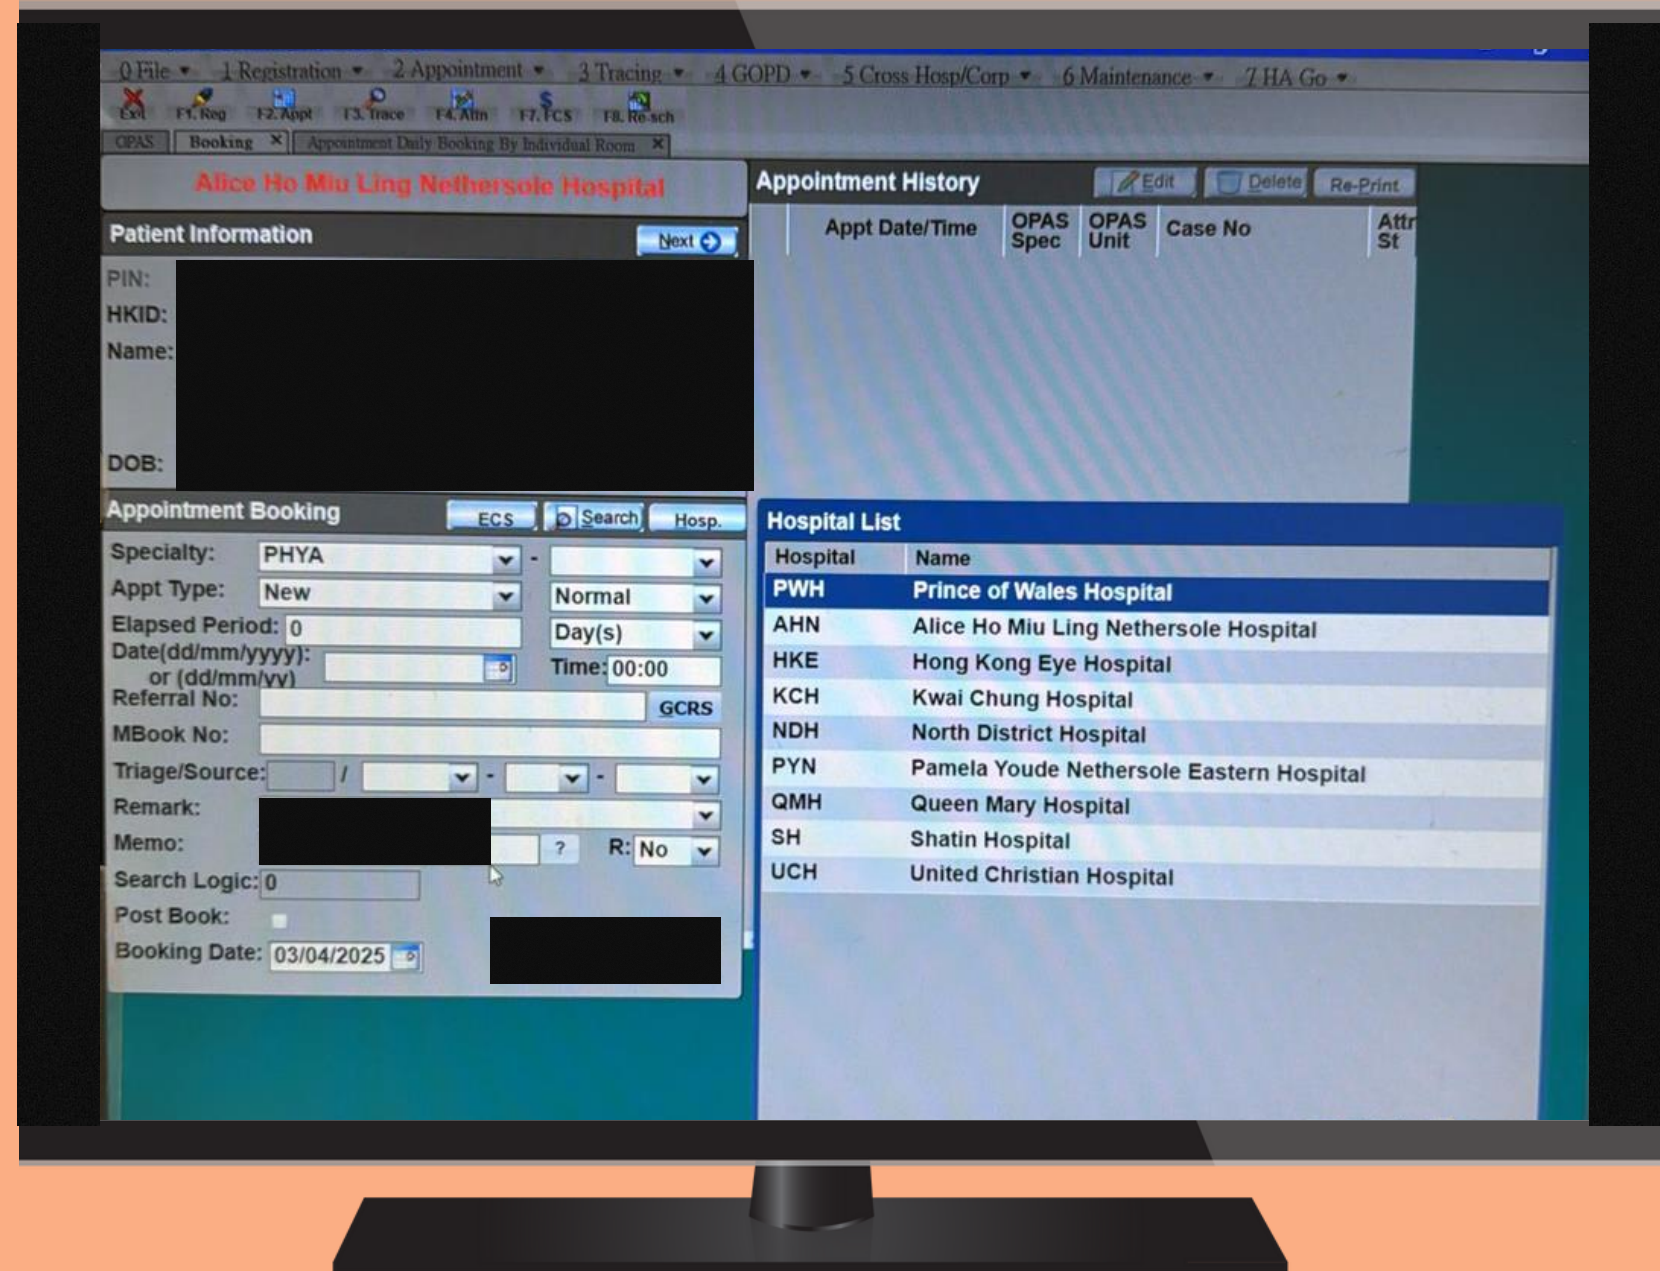 0 File 1 Registration 2 Appointment 3 Tracing 4 GOPD 5 Cross Hosp/Corp 6 Maintenance 7 HA Go
Exit F1. Reg F2. Appt F3. Trace F4. Attn F7. FCS F8. Re-sch
OPAS Booking Appointment Daily Booking By Individual Room
Alice Ho Miu Ling Nethersole Hospital
Patient Information Next
PIN:
HKID:
Name:
DOB:
Appointment History Edit Delete Re-Print
Appt Date/Time OPAS Spec OPAS Unit Case No Attn St
Appointment Booking ECS Search Hosp.
Specialty: PHYA -
Appt Type: New Normal
Elapsed Period: 0 Day(s)
Date(dd/mm/yyyy):
or (dd/mm/yy) Time: 00:00
Referral No: GCRS
MBook No:
Triage/Source: / - -
Remark:
Memo: ? R: No
Search Logic: 0
Post Book:
Booking Date: 03/04/2025
Hospital List
Hospital Name
PWH Prince of Wales Hospital
AHN Alice Ho Miu Ling Nethersole Hospital
HKE Hong Kong Eye Hospital
KCH Kwai Chung Hospital
NDH North District Hospital
PYN Pamela Youde Nethersole Eastern Hospital
QMH Queen Mary Hospital
SH Shatin Hospital
UCH United Christian Hospital